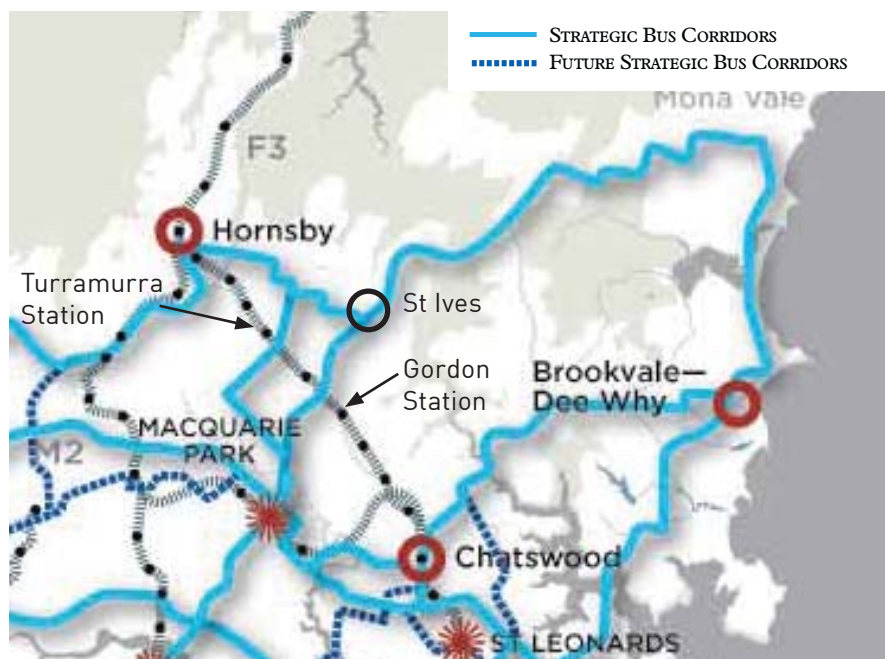 STRATEGIC BUS CORRIDORS
FUTURE STRATEGIC BUS CORRIDORS
Mona Vale
F3
Hornsby
Turramurra
Station
St Ives
Gordon
Station
Brookvale—
Dee Why
MACQUARIE
PARK
M2
Chatswood
ST LEONARDS